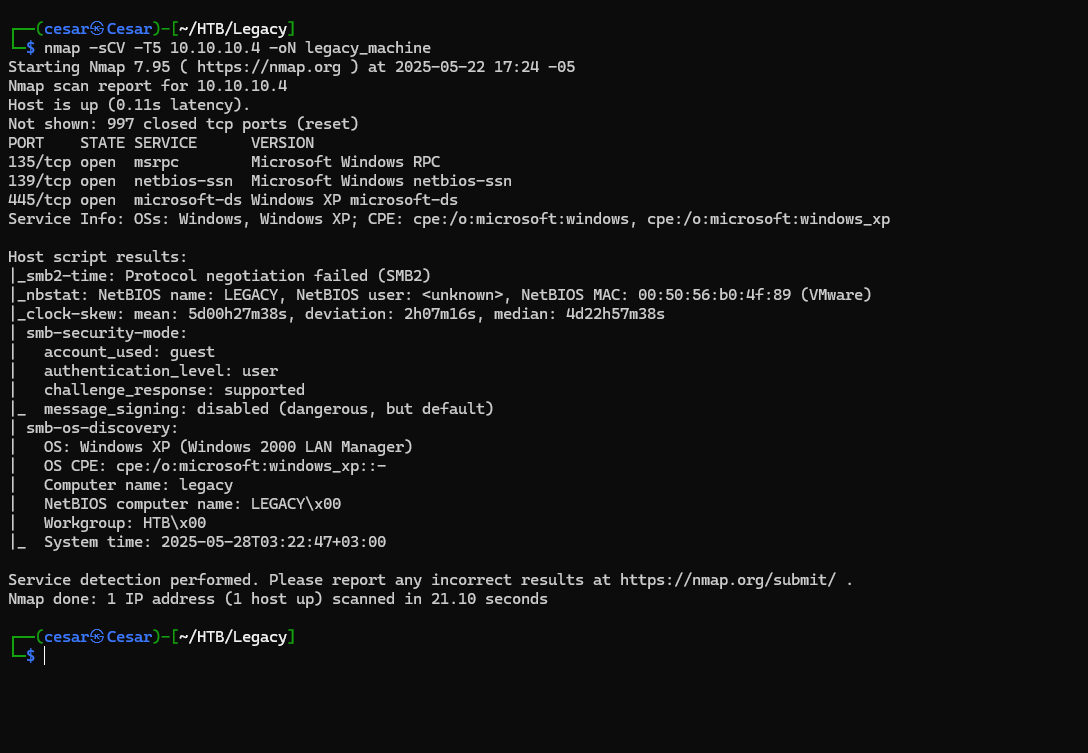 ┌──(cesar㉿Cesar)-[~/HTB/Legacy]
└─$ nmap -sCV -T5 10.10.10.4 -oN legacy_machine
Starting Nmap 7.95 ( https://nmap.org ) at 2025-05-22 17:24 -05
Nmap scan report for 10.10.10.4
Host is up (0.11s latency).
Not shown: 997 closed tcp ports (reset)
PORT    STATE SERVICE      VERSION
135/tcp open  msrpc        Microsoft Windows RPC
139/tcp open  netbios-ssn  Microsoft Windows netbios-ssn
445/tcp open  microsoft-ds Windows XP microsoft-ds
Service Info: OSs: Windows, Windows XP; CPE: cpe:/o:microsoft:windows, cpe:/o:microsoft:windows_xp

Host script results:
|_smb2-time: Protocol negotiation failed (SMB2)
|_nbstat: NetBIOS name: LEGACY, NetBIOS user: <unknown>, NetBIOS MAC: 00:50:56:b0:4f:89 (VMware)
|_clock-skew: mean: 5d00h27m38s, deviation: 2h07m16s, median: 4d22h57m38s
| smb-security-mode:
|   account_used: guest
|   authentication_level: user
|   challenge_response: supported
|_  message_signing: disabled (dangerous, but default)
| smb-os-discovery:
|   OS: Windows XP (Windows 2000 LAN Manager)
|   OS CPE: cpe:/o:microsoft:windows_xp::-
|   Computer name: legacy
|   NetBIOS computer name: LEGACY\x00
|   Workgroup: HTB\x00
|_  System time: 2025-05-28T03:22:47+03:00

Service detection performed. Please report any incorrect results at https://nmap.org/submit/ .
Nmap done: 1 IP address (1 host up) scanned in 21.10 seconds

┌──(cesar㉿Cesar)-[~/HTB/Legacy]
└─$